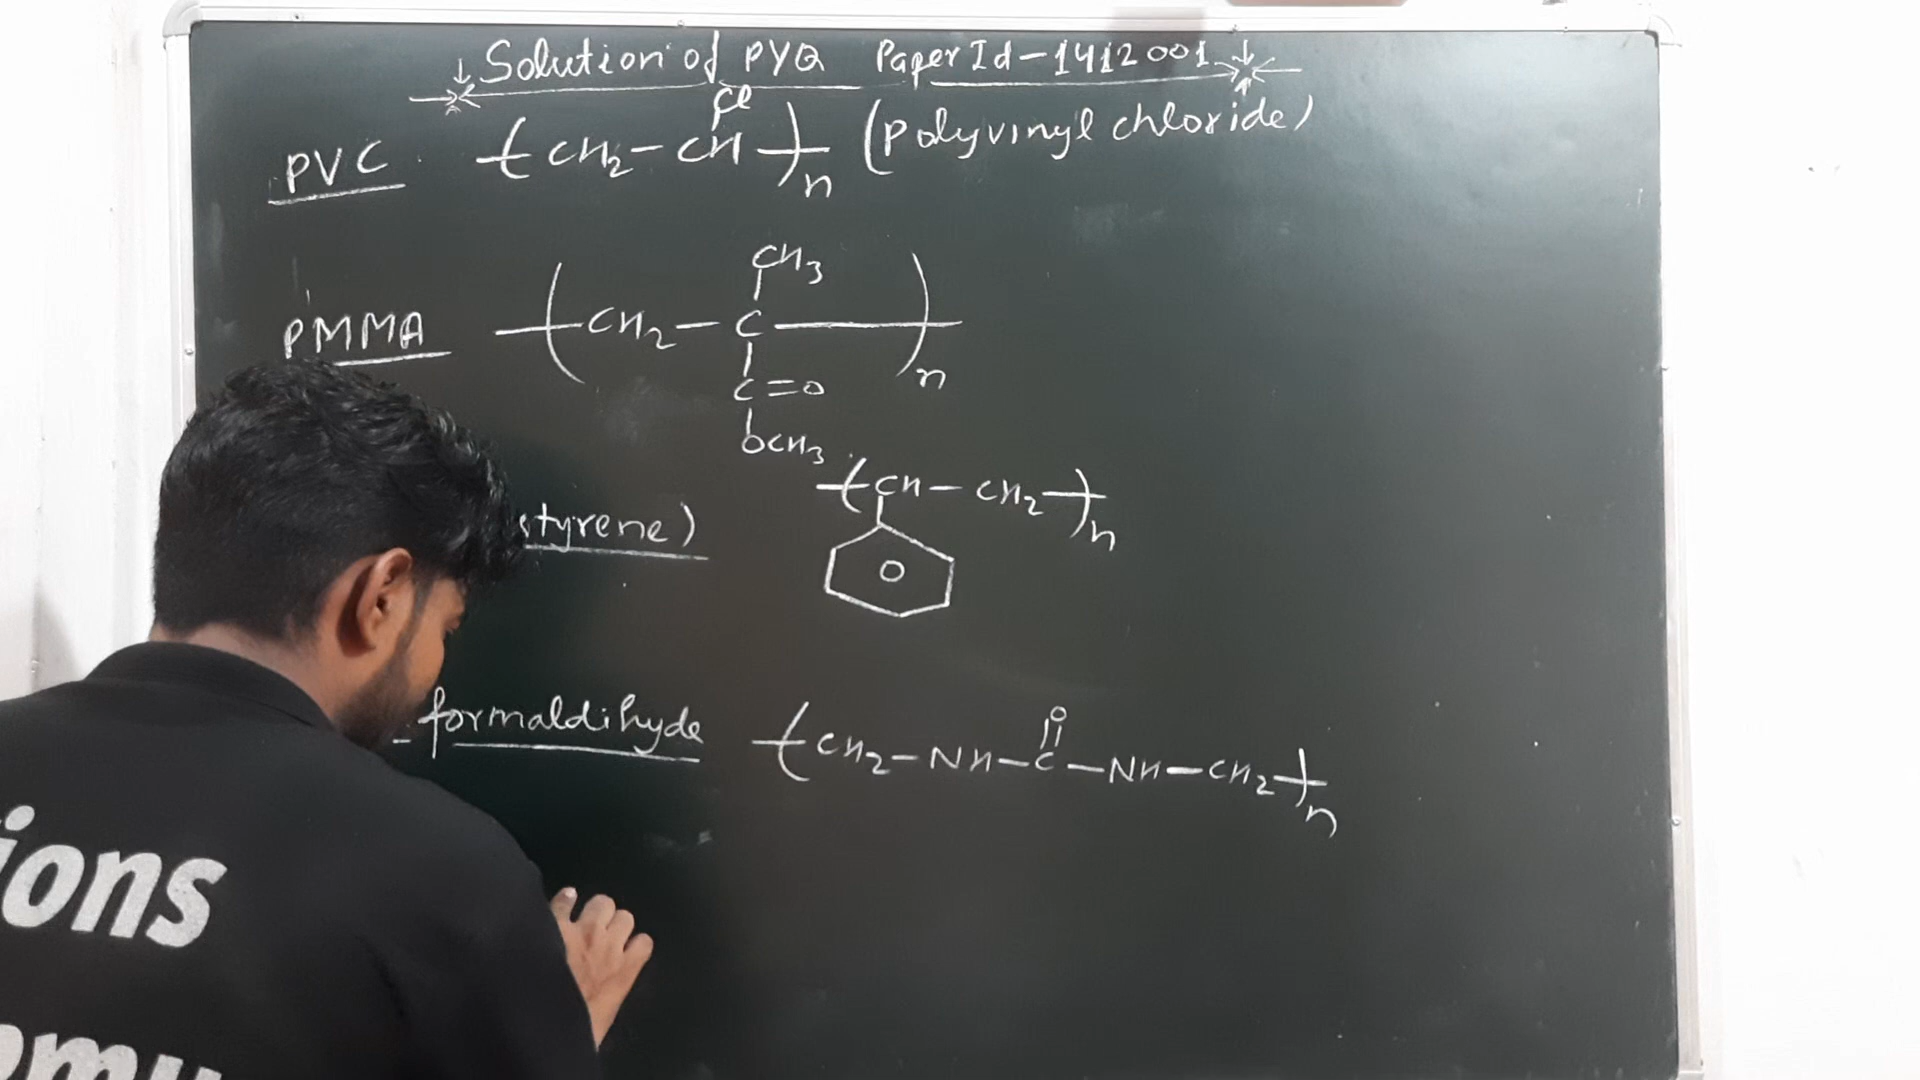 Solution of PYQ Paper Id-1412001
Cl
PVC (CH2-CH)n (Polyvinyl chloride)
CH3
PMMA (CH2-C)n
C=O
OCH3
(CH-CH2)n
styrene)
O
formaldihyde (CH2-NH-C-NH-CH2)n
ions